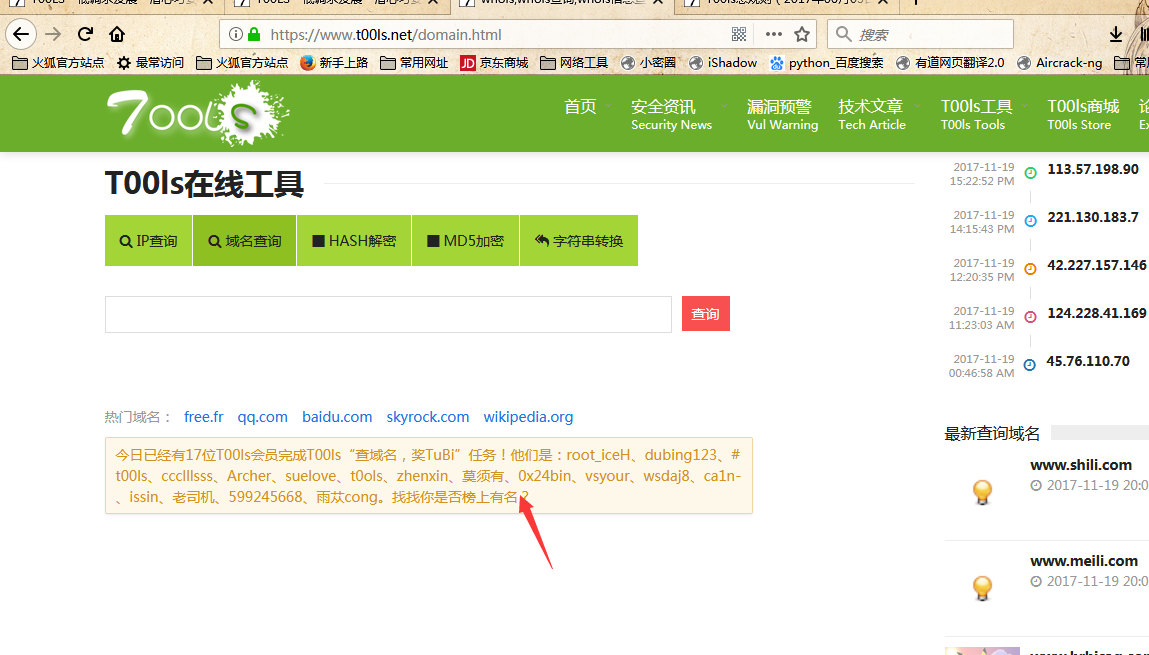 https://www.t00ls.net/domain.html
搜索
火狐官方站点 最常访问 火狐官方站点 新手上路 常用网址 JD 京东商城 网络工具 小密圈 iShadow python_百度搜索 有道网页翻译2.0 Aircrack-ng
TOOLS
首页 安全资讯 漏洞预警 技术文章 T00ls工具 T00ls商城
Security News Vul Warning Tech Article T00ls Tools T00ls Store
T00ls在线工具
IP查询 域名查询 HASH解密 MD5加密 字符串转换
查询
热门域名： free.fr qq.com baidu.com skyrock.com wikipedia.org
今日已经有17位T00ls会员完成T00ls“查域名，奖TuBi”任务！他们是：root_iceH、dubing123、#
t00ls、ccclllsss、Archer、suelove、t0ols、zhenxin、莫须有、0x24bin、vsyour、wsdaj8、ca1n-
、issin、老司机、599245668、雨苁cong。找找你是否榜上有名？
2017-11-19
15:22:52 PM
113.57.198.90
2017-11-19
14:15:43 PM
221.130.183.7
2017-11-19
12:20:35 PM
42.227.157.146
2017-11-19
11:23:03 AM
124.228.41.169
2017-11-19
00:46:58 AM
45.76.110.70
最新查询域名
www.shili.com
2017-11-19 20:0
www.meili.com
2017-11-19 20:0